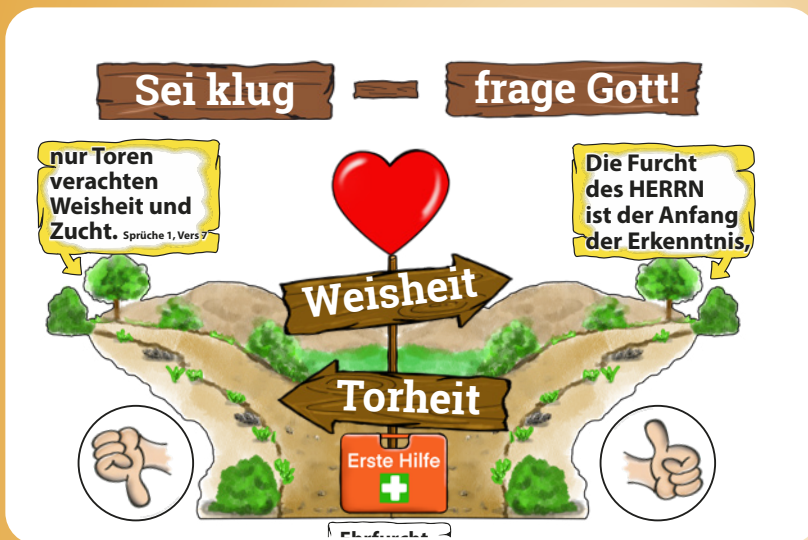 Sei klug - frage Gott!
nur Toren
verachten
Weisheit und
Zucht. Sprüche 1, Vers 7
Die Furcht
des HERRN
ist der Anfang
der Erkenntnis,
Weisheit
Torheit
Erste Hilfe
Ehrfurcht